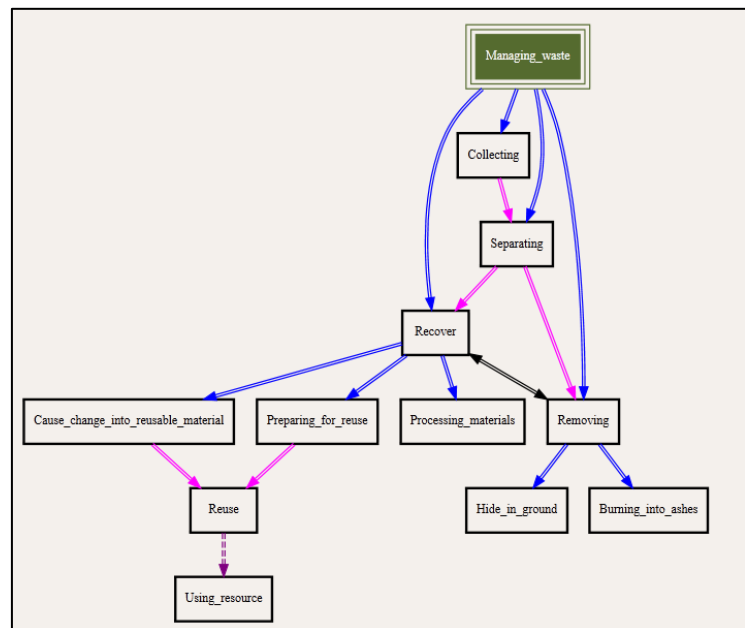 Managing_waste
Collecting
Separating
Recover
Cause_change_into_reusable_material
Preparing_for_reuse
Processing_materials
Removing
Reuse
Hide_in_ground
Burning_into_ashes
Using_resource